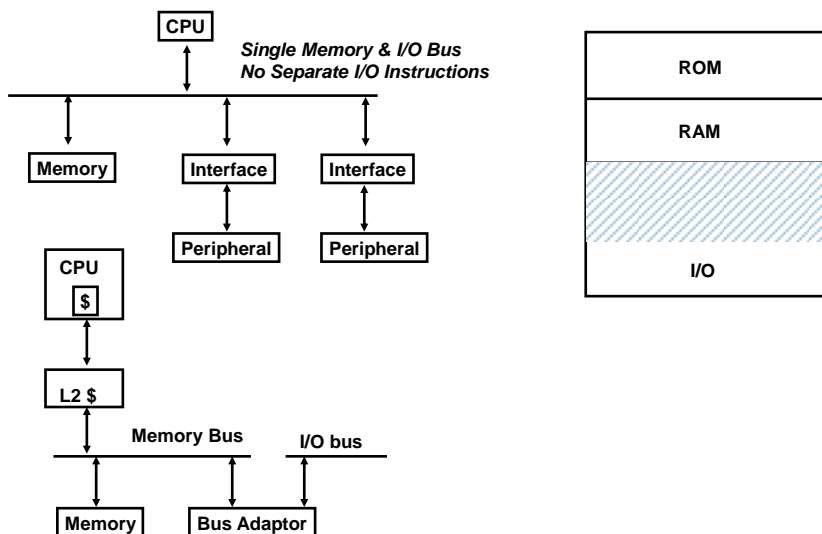 CPU
Single Memory & I/O Bus
No Separate I/O Instructions
Memory
Interface
Interface
Peripheral
Peripheral
ROM
RAM
I/O
CPU
$
L2 $
Memory Bus
I/O bus
Memory
Bus Adaptor